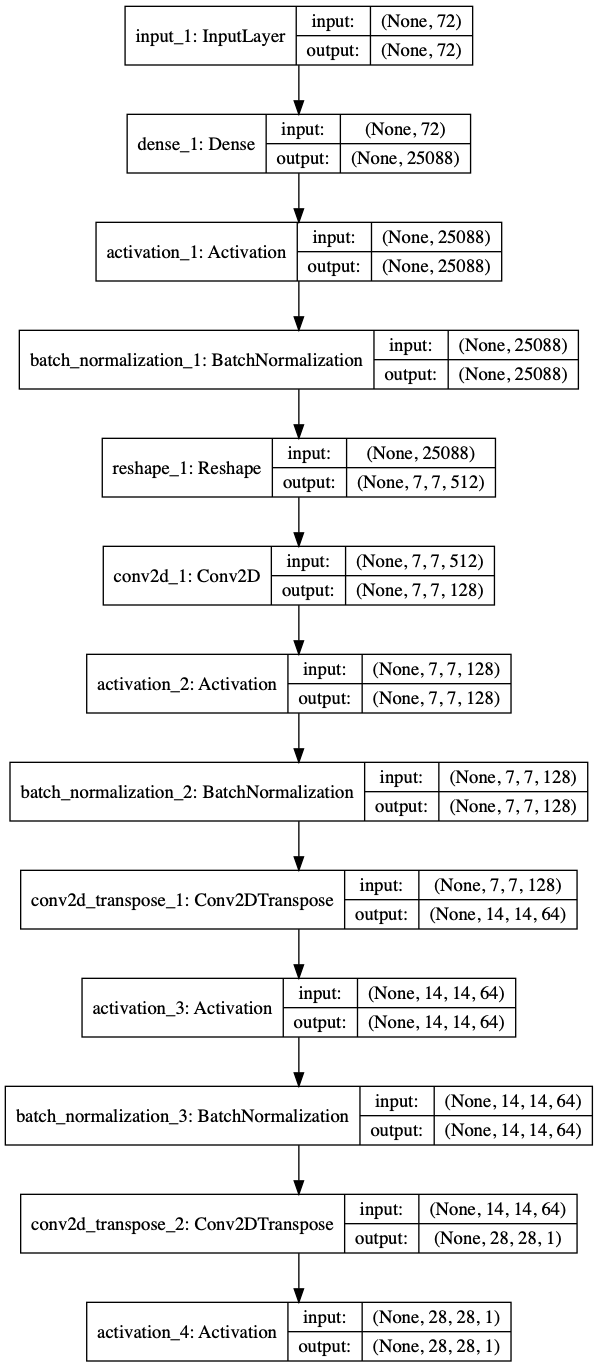 input_1: InputLayer
input: (None, 72)
output: (None, 72)
dense_1: Dense
input: (None, 72)
output: (None, 25088)
activation_1: Activation
input: (None, 25088)
output: (None, 25088)
batch_normalization_1: BatchNormalization
input: (None, 25088)
output: (None, 25088)
reshape_1: Reshape
input: (None, 25088)
output: (None, 7, 7, 512)
conv2d_1: Conv2D
input: (None, 7, 7, 512)
output: (None, 7, 7, 128)
activation_2: Activation
input: (None, 7, 7, 128)
output: (None, 7, 7, 128)
batch_normalization_2: BatchNormalization
input: (None, 7, 7, 128)
output: (None, 7, 7, 128)
conv2d_transpose_1: Conv2DTranspose
input: (None, 7, 7, 128)
output: (None, 14, 14, 64)
activation_3: Activation
input: (None, 14, 14, 64)
output: (None, 14, 14, 64)
batch_normalization_3: BatchNormalization
input: (None, 14, 14, 64)
output: (None, 14, 14, 64)
conv2d_transpose_2: Conv2DTranspose
input: (None, 14, 14, 64)
output: (None, 28, 28, 1)
activation_4: Activation
input: (None, 28, 28, 1)
output: (None, 28, 28, 1)